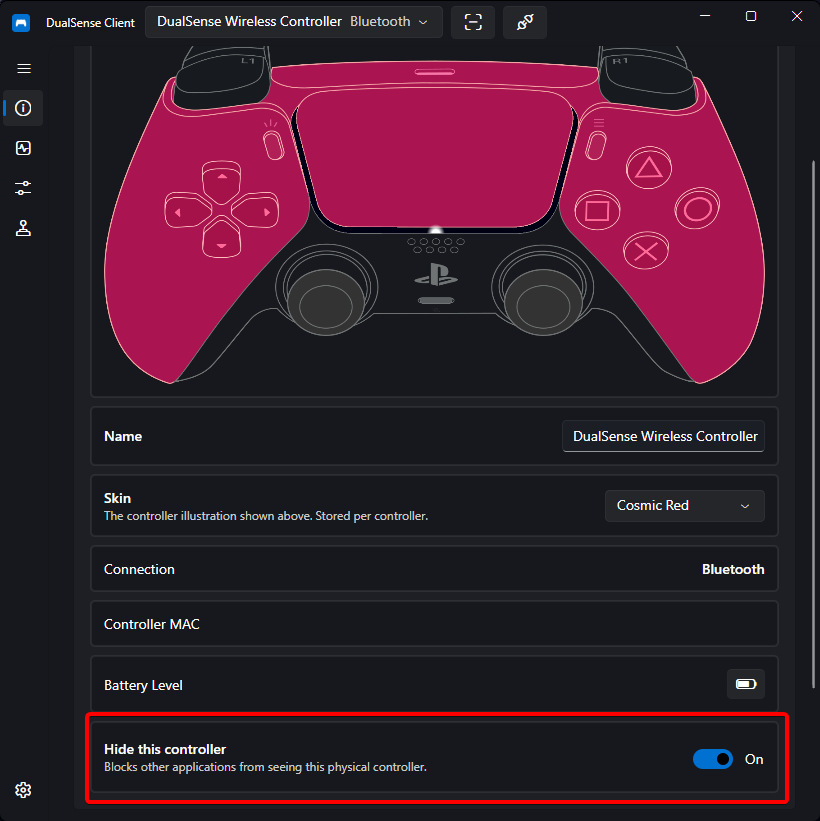 DualSense Client
DualSense Wireless Controller Bluetooth
L1
R1
Name
DualSense Wireless Controller
Skin
The controller illustration shown above. Stored per controller.
Cosmic Red
Connection
Bluetooth
Controller MAC
Battery Level
Hide this controller
Blocks other applications from seeing this physical controller.
On